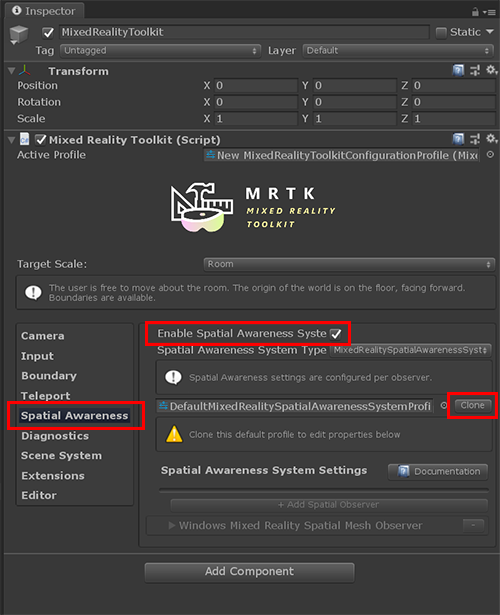 Inspector
MixedRealityToolkit Static
Tag Untagged Layer Default
Transform
Position X 0 Y 0 Z 0
Rotation X 0 Y 0 Z 0
Scale X 1 Y 1 Z 1
Mixed Reality Toolkit (Script)
Active Profile New MixedRealityToolkitConfigurationProfile (Mixe
MRTK
MIXED REALITY
TOOLKIT
Target Scale: Room
The user is free to move about the room. The origin of the world is on the floor, facing forward.
Boundaries are available.
Camera
Input
Boundary
Teleport
Spatial Awareness
Diagnostics
Scene System
Extensions
Editor
Enable Spatial Awareness Syste
Spatial Awareness System Type MixedRealitySpatialAwarenessSyst
Spatial Awareness settings are configured per observer.
DefaultMixedRealitySpatialAwarenessSystemProfi Clone
Clone this default profile to edit properties below
Spatial Awareness System Settings Documentation
+ Add Spatial Observer
Windows Mixed Reality Spatial Mesh Observer -
Add Component